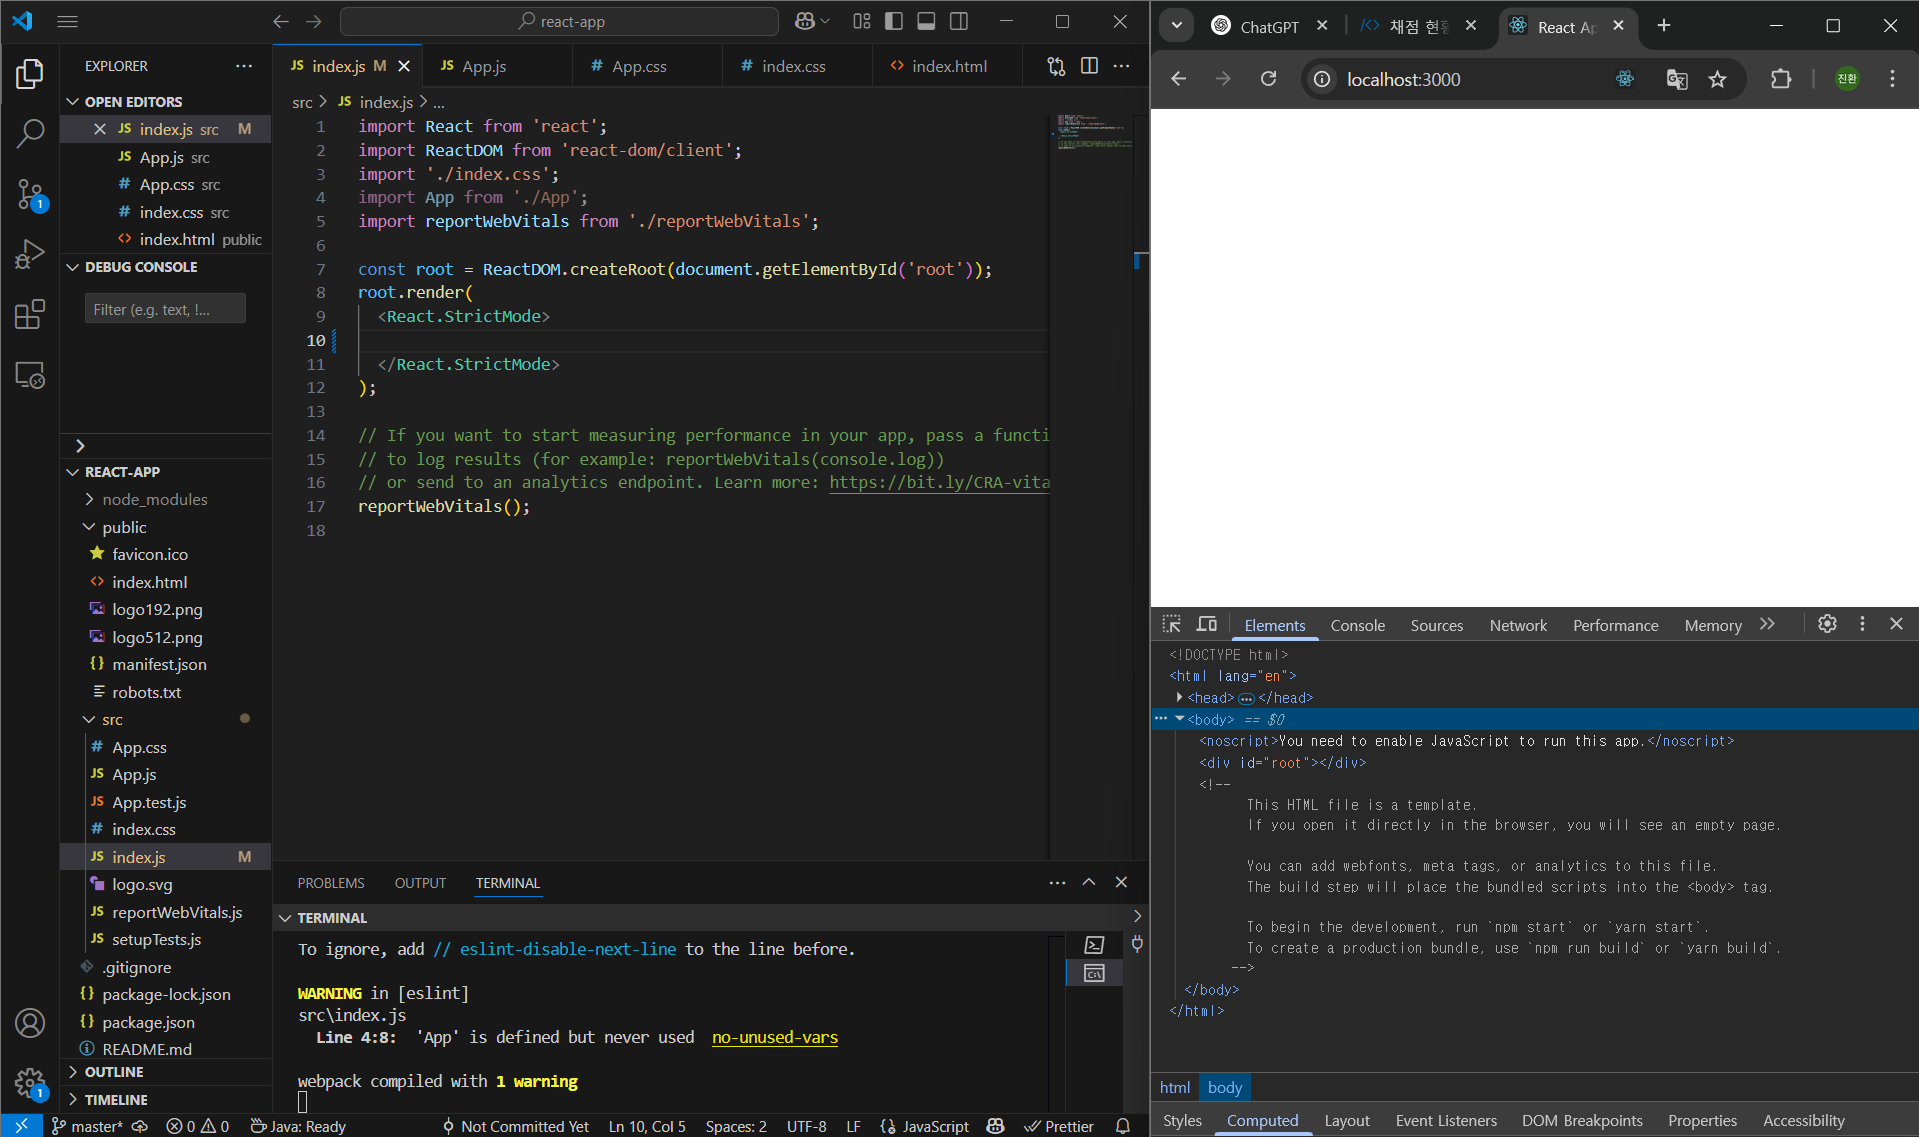 react-app
EXPLORER
OPEN EDITORS
JS index.js src M
JS App.js src
# App.css src
# index.css src
<> index.html public
DEBUG CONSOLE
Filter (e.g. text, !...
REACT-APP
node_modules
public
favicon.ico
<> index.html
logo192.png
logo512.png
{} manifest.json
robots.txt
src
# App.css
JS App.js
JS App.test.js
# index.css
JS index.js M
logo.svg
JS reportWebVitals.js
JS setupTests.js
.gitignore
{} package-lock.json
{} package.json
README.md
OUTLINE
TIMELINE
1
1
JS index.js M
JS App.js
# App.css
# index.css
<> index.html
src > JS index.js > ...
1 import React from 'react';
2 import ReactDOM from 'react-dom/client';
3 import './index.css';
4 import App from './App';
5 import reportWebVitals from './reportWebVitals';
6
7 const root = ReactDOM.createRoot(document.getElementById('root'));
8 root.render(
9 <React.StrictMode>
10
11 </React.StrictMode>
12 );
13
14 // If you want to start measuring performance in your app, pass a functi
15 // to log results (for example: reportWebVitals(console.log))
16 // or send to an analytics endpoint. Learn more: https://bit.ly/CRA-vita
17 reportWebVitals();
18
PROBLEMS OUTPUT TERMINAL
TERMINAL
To ignore, add // eslint-disable-next-line to the line before.
WARNING in [eslint]
src\index.js
Line 4:8: 'App' is defined but never used no-unused-vars
webpack compiled with 1 warning
master* 0 0 Java: Ready Not Committed Yet Ln 10, Col 5 Spaces: 2 UTF-8 LF JavaScript Prettier
ChatGPT
채점 현
React Ap
localhost:3000
진환
Elements Console Sources Network Performance Memory
<!DOCTYPE html>
<html lang="en">
<head> ... </head>
... <body> == $0
<noscript>You need to enable JavaScript to run this app.</noscript>
<div id="root"></div>
<!--
This HTML file is a template.
If you open it directly in the browser, you will see an empty page.
You can add webfonts, meta tags, or analytics to this file.
The build step will place the bundled scripts into the <body> tag.
To begin the development, run `npm start` or `yarn start`.
To create a production bundle, use `npm run build` or `yarn build`.
-->
</body>
</html>
html body
Styles Computed Layout Event Listeners DOM Breakpoints Properties Accessibility